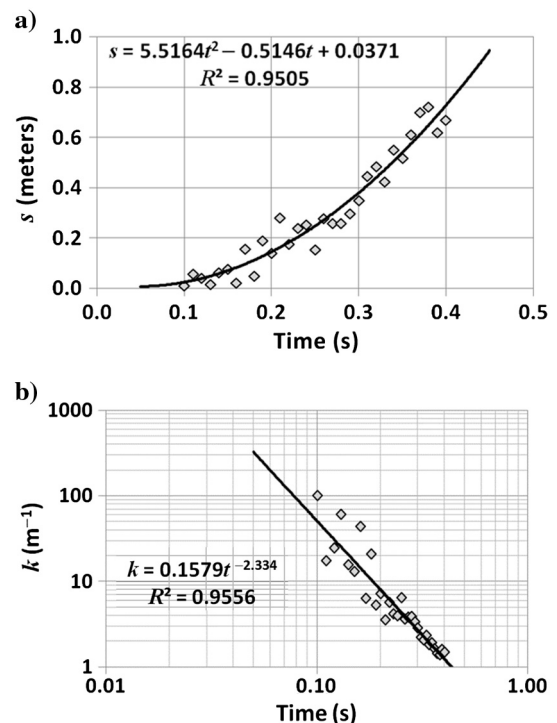 a)
1.0
s = 5.5164t² − 0.5146t + 0.0371
R² = 0.9505
0.8
0.6
0.4
0.2
0.0
s (meters)
0.0 0.1 0.2 0.3 0.4 0.5
Time (s)
b)
1000
100
10
1
k (m⁻¹)
k = 0.1579t⁻²·³³⁴
R² = 0.9556
0.01 0.10 1.00
Time (s)